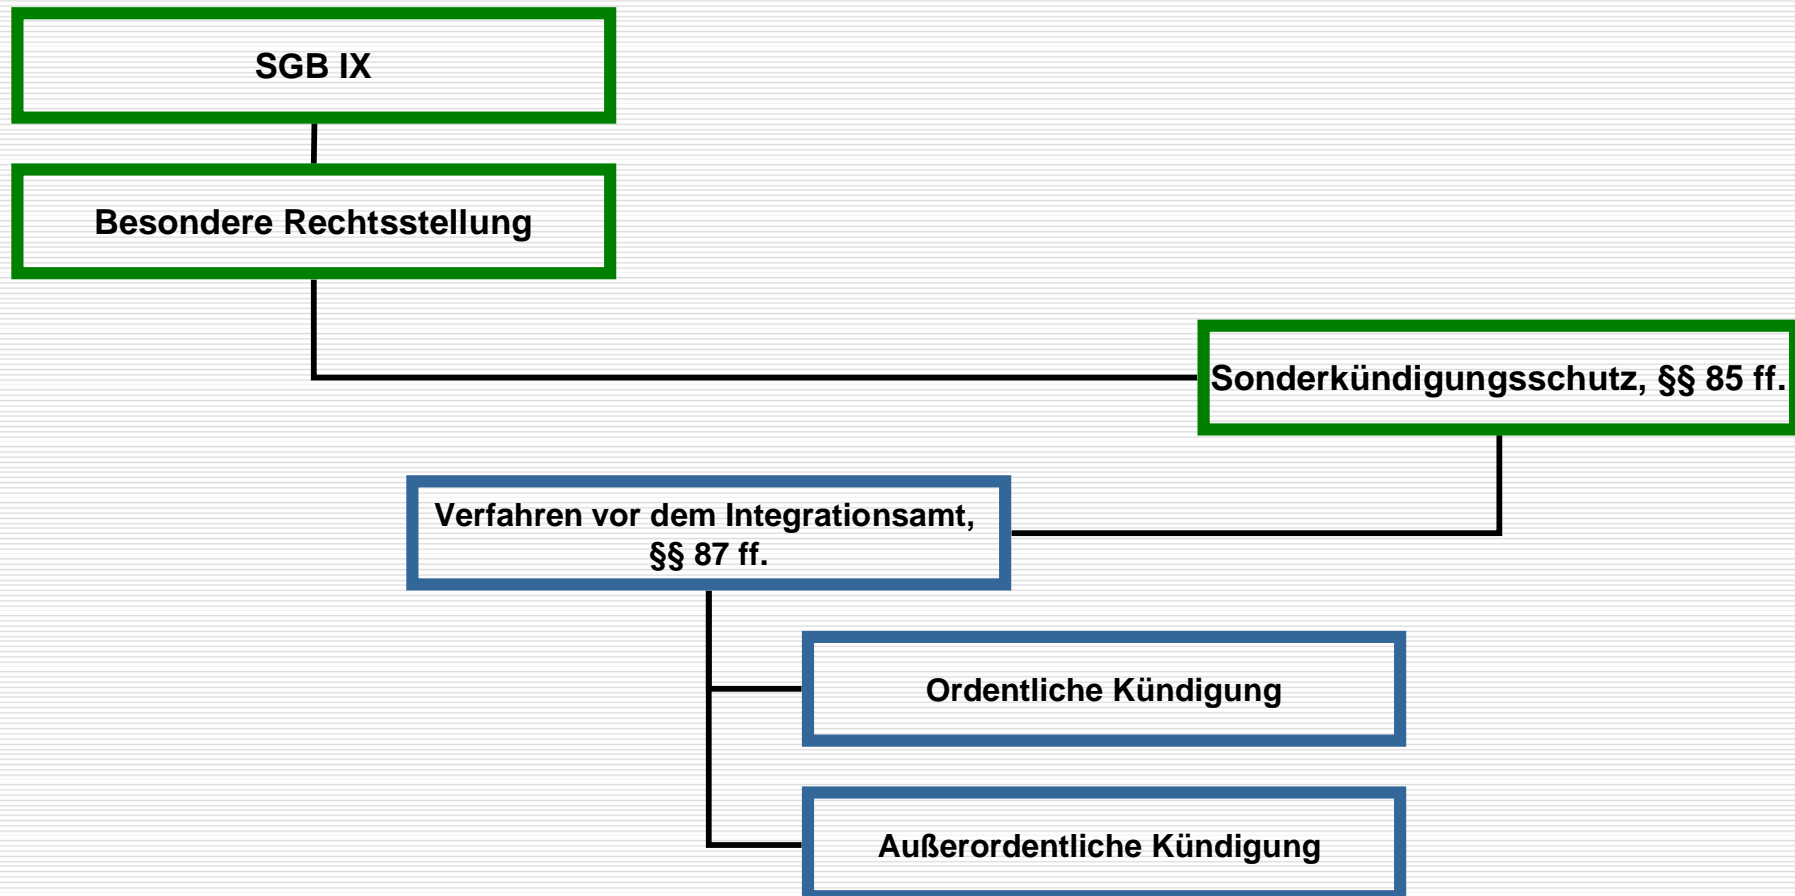 SGB IX
Besondere Rechtsstellung
Sonderkündigungsschutz, §§ 85 ff.
Verfahren vor dem Integrationsamt,
§§ 87 ff.
Ordentliche Kündigung
Außerordentliche Kündigung